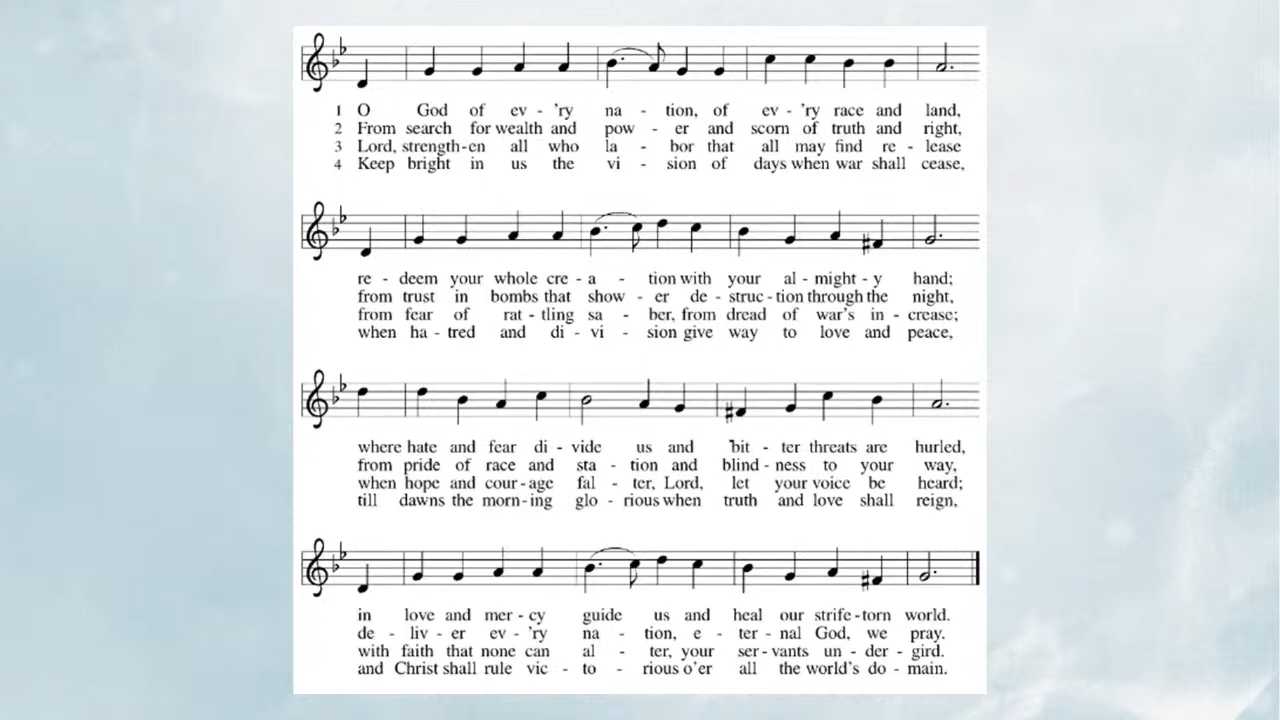 1 O God of ev - 'ry na - tion, of ev - 'ry race and land,
2 From search for wealth and pow - er and scorn of truth and right,
3 Lord, strength-en all who la - bor that all may find re - lease
4 Keep bright in us the vi - sion of days when war shall cease,
re - deem your whole cre - a - tion with your al - might - y hand;
from trust in bombs that show - er de - struc - tion through the night,
from fear of rat - tling sa - ber, from dread of war's in - crease;
when ha - tred and di - vi - sion give way to love and peace,
where hate and fear di - vide us and bit - ter threats are hurled,
from pride of race and sta - tion and blind - ness to your way,
when hope and cour - age fal - ter, Lord, let your voice be heard;
till dawns the morn - ing glo - rious when truth and love shall reign,
in love and mer - cy guide us and heal our strife - torn world.
de - liv - er ev - 'ry na - tion, e - ter - nal God, we pray.
with faith that none can al - ter, your ser - vants un - der - gird.
and Christ shall rule vic - to - rious o'er all the world's do - main.